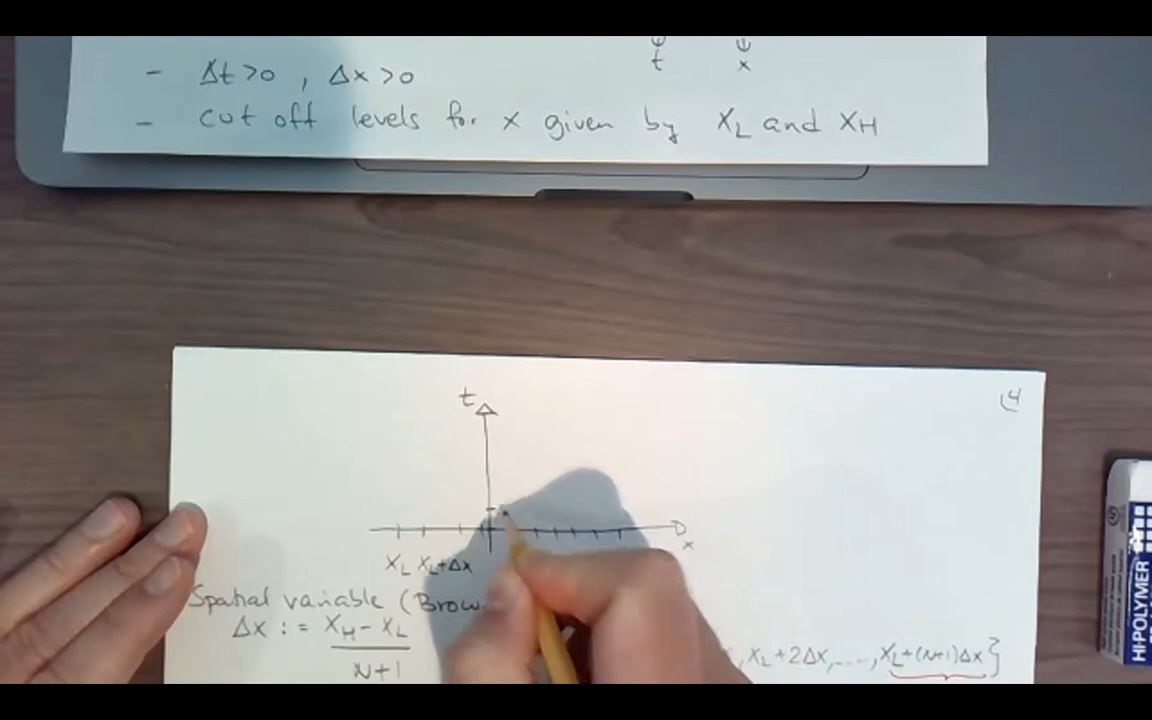 t x
- Δt>0 , Δx>0
- cut off levels for x given by X_L and X_H
4
t
x
X_L X_L+Δx
Spatial variable (Brow
Δx := X_H - X_L
N+1
, X_L+2Δx, ...., X_L+(N+1)Δx}
HI-POLYMER